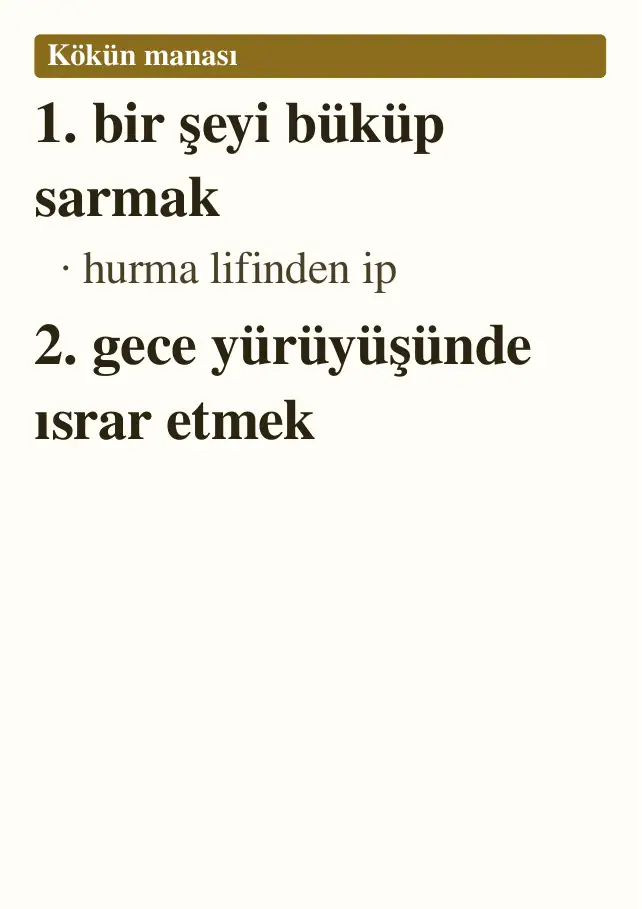 Kökün manası
1. bir şeyi büküp
sarmak
· hurma lifinden ip
2. gece yürüyüşünde
ısrar etmek